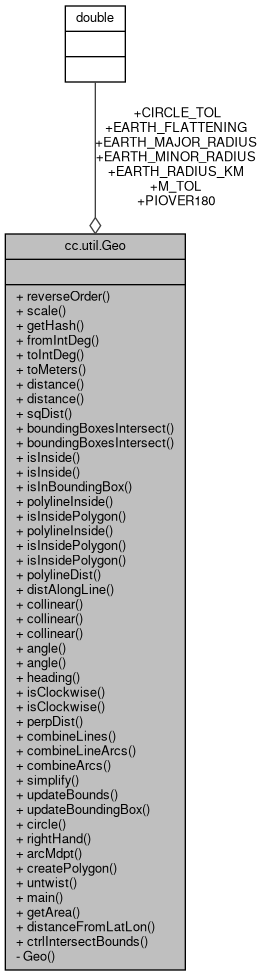 double
+CIRCLE_TOL
+EARTH_FLATTENING
+EARTH_MAJOR_RADIUS
+EARTH_MINOR_RADIUS
+EARTH_RADIUS_KM
+M_TOL
+PIOVER180
cc.util.Geo
+ reverseOrder()
+ scale()
+ getHash()
+ fromIntDeg()
+ toIntDeg()
+ toMeters()
+ distance()
+ distance()
+ sqDist()
+ boundingBoxesIntersect()
+ boundingBoxesIntersect()
+ isInside()
+ isInside()
+ isInBoundingBox()
+ polylineInside()
+ isInsidePolygon()
+ polylineInside()
+ isInsidePolygon()
+ isInsidePolygon()
+ polylineDist()
+ distAlongLine()
+ collinear()
+ collinear()
+ collinear()
+ angle()
+ angle()
+ heading()
+ isClockwise()
+ isClockwise()
+ perpDist()
+ combineLines()
+ combineLineArcs()
+ combineArcs()
+ simplify()
+ updateBounds()
+ updateBoundingBox()
+ circle()
+ rightHand()
+ arcMdpt()
+ createPolygon()
+ untwist()
+ main()
+ getArea()
+ distanceFromLatLon()
+ ctrlIntersectBounds()
- Geo()